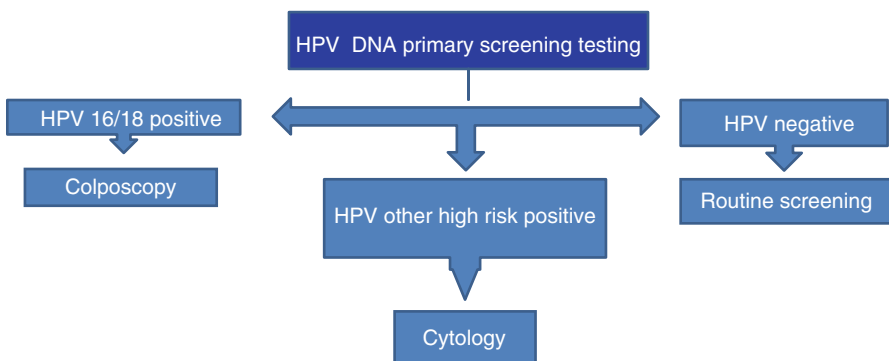 HPV DNA primary screening testing
HPV 16/18 positive
HPV negative
Colposcopy
HPV other high risk positive
Routine screening
Cytology